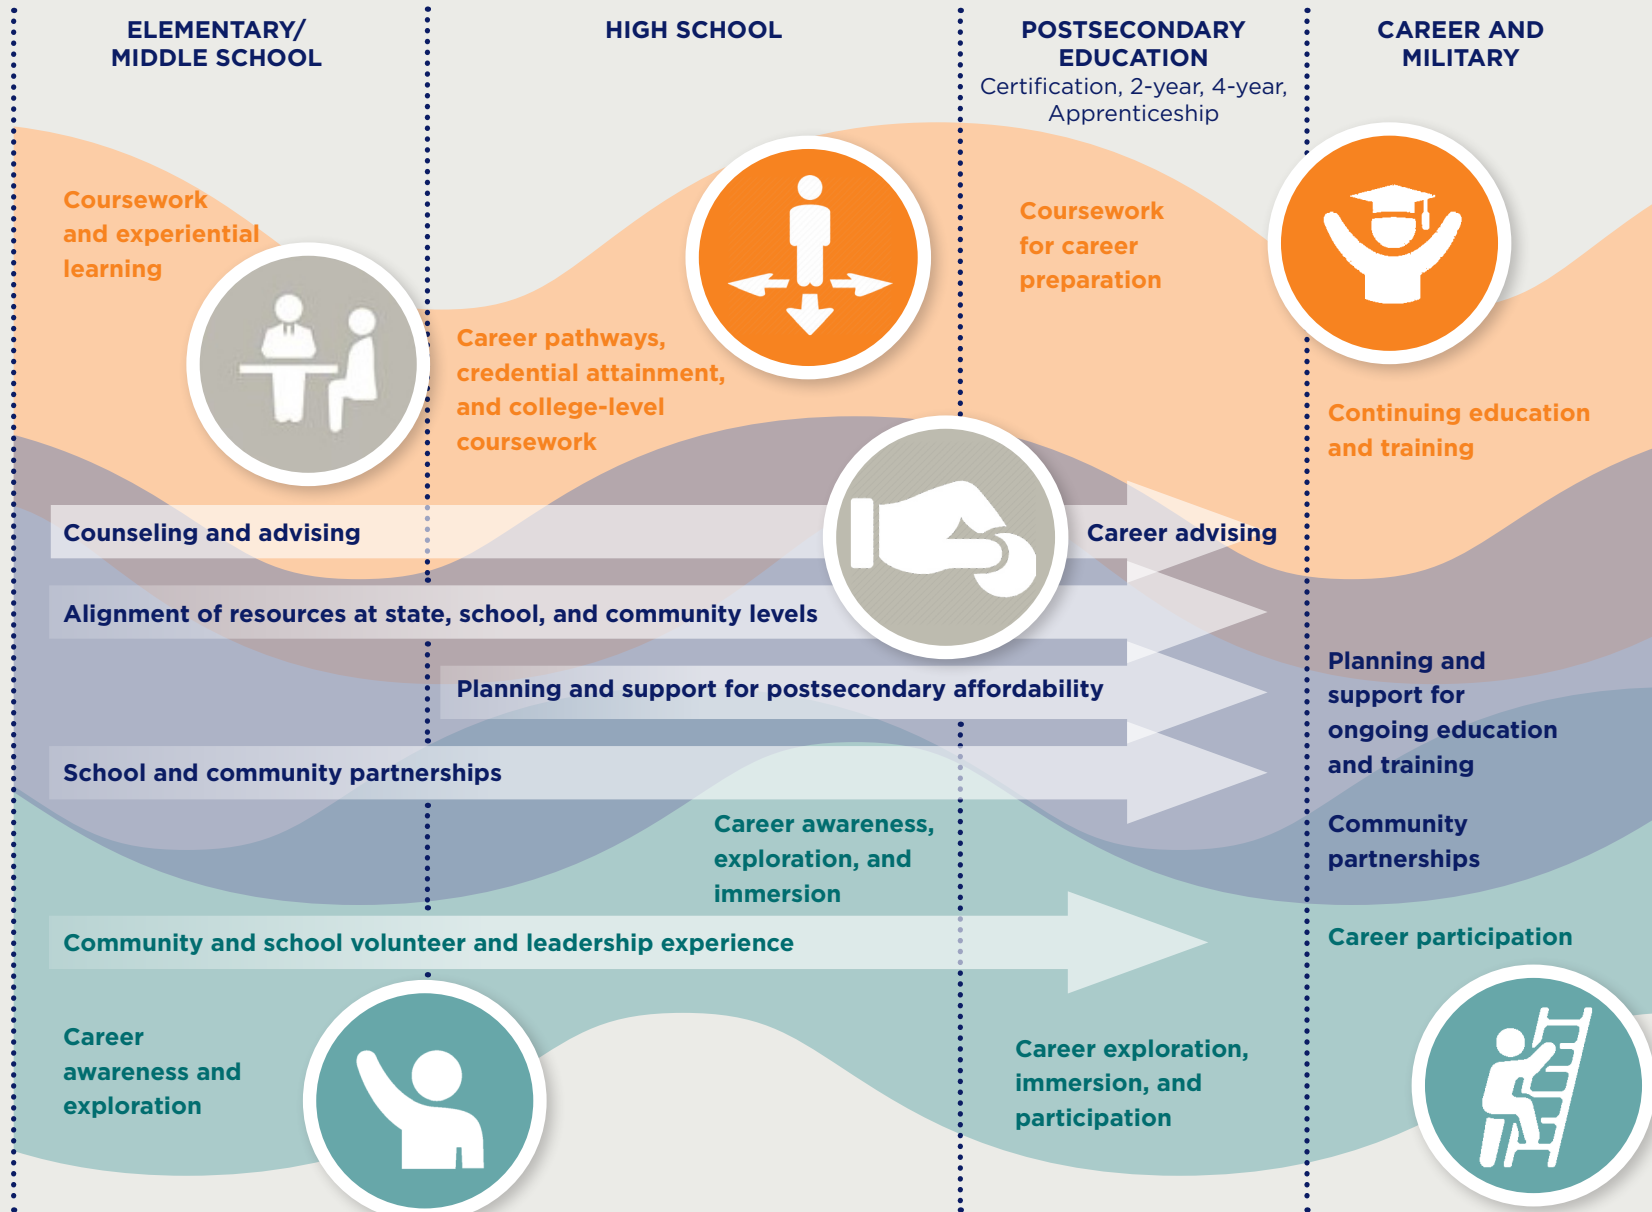 ELEMENTARY/
MIDDLE SCHOOL
HIGH SCHOOL
POSTSECONDARY
EDUCATION
Certification, 2-year, 4-year,
Apprenticeship
CAREER AND
MILITARY
Coursework
and experiential
learning
Career pathways,
credential attainment,
and college-level
coursework
Coursework
for career
preparation
Continuing education
and training
Counseling and advising
Career advising
Alignment of resources at state, school, and community levels
Planning and support for postsecondary affordability
School and community partnerships
Planning and
support for
ongoing education
and training
Community
partnerships
Career awareness,
exploration, and
immersion
Community and school volunteer and leadership experience
Career participation
Career
awareness and
exploration
Career exploration,
immersion, and
participation